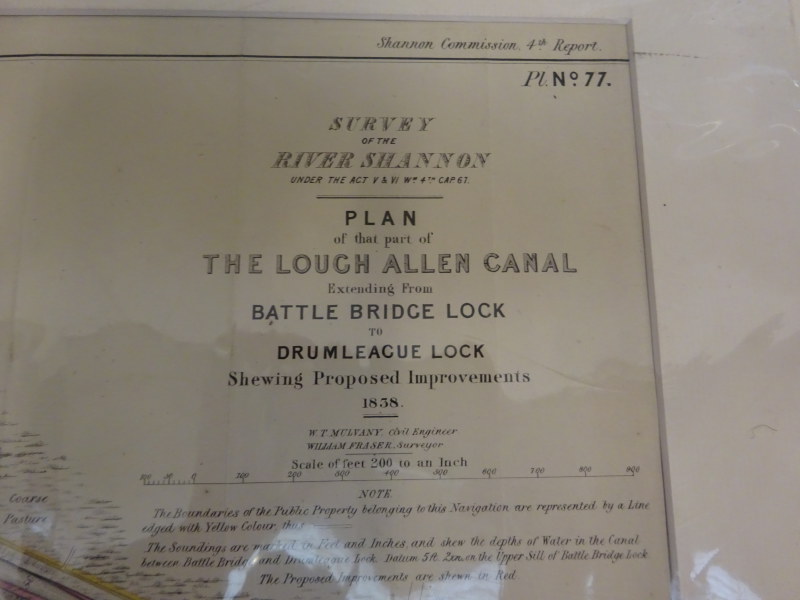 Shannon Commission, 4th Report.
Pl. No 77.
SURVEY
OF THE
RIVER SHANNON
UNDER THE ACT V & VI Wm 4TH CAP. 67.
PLAN
of that part of
THE LOUGH ALLEN CANAL
Extending From
BATTLE BRIDGE LOCK
TO
DRUMLEAGUE LOCK
Shewing Proposed Improvements
1838.
W. T. MULVANY, Civil Engineer
WILLIAM FRASER, Surveyor
Scale of feet 200 to an Inch
100 50 0 100 200 300 400 500 600 700 800 900
NOTE
The Boundaries of the Public Property belonging to this Navigation are represented by a Line
edged with Yellow Colour, thus
The Soundings are marked in Feet and Inches, and shew the depths of Water in the Canal
between Battle Bridge and Drumleague Lock. Datum 5ft. 2in. on the Upper Sill of Battle Bridge Lock
The Proposed Improvements are shewn in Red
Coarse
Pasture